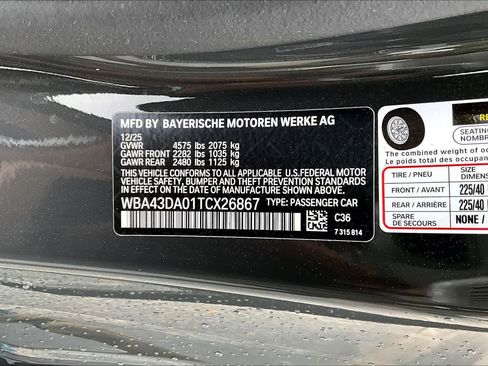 MFD BY BAYERISCHE MOTOREN WERKE AG
12/25
GVWR 4575 lbs 2075 kg
GAWR FRONT 2282 lbs 1035 kg
GAWR REAR 2480 lbs 1125 kg
THIS VEHICLE CONFORMS TO ALL APPLICABLE U.S. FEDERAL MOTOR
VEHICLE SAFETY, BUMPER AND THEFT PREVENTION STANDARDS
IN EFFECT ON THE DATE OF MANUFACTURE SHOWN ABOVE.
WBA43DA01TCX26867 TYPE: PASSENGER CAR
C36
7 315 814
SEATING
NOMBRE
The combined weight of occu
Le poids total des occupan
TIRE / PNEU SIZE
DIMENS
FRONT / AVANT 225/40
REAR / ARRIÈRE 225/40
SPARE
DE SECOURS NONE /